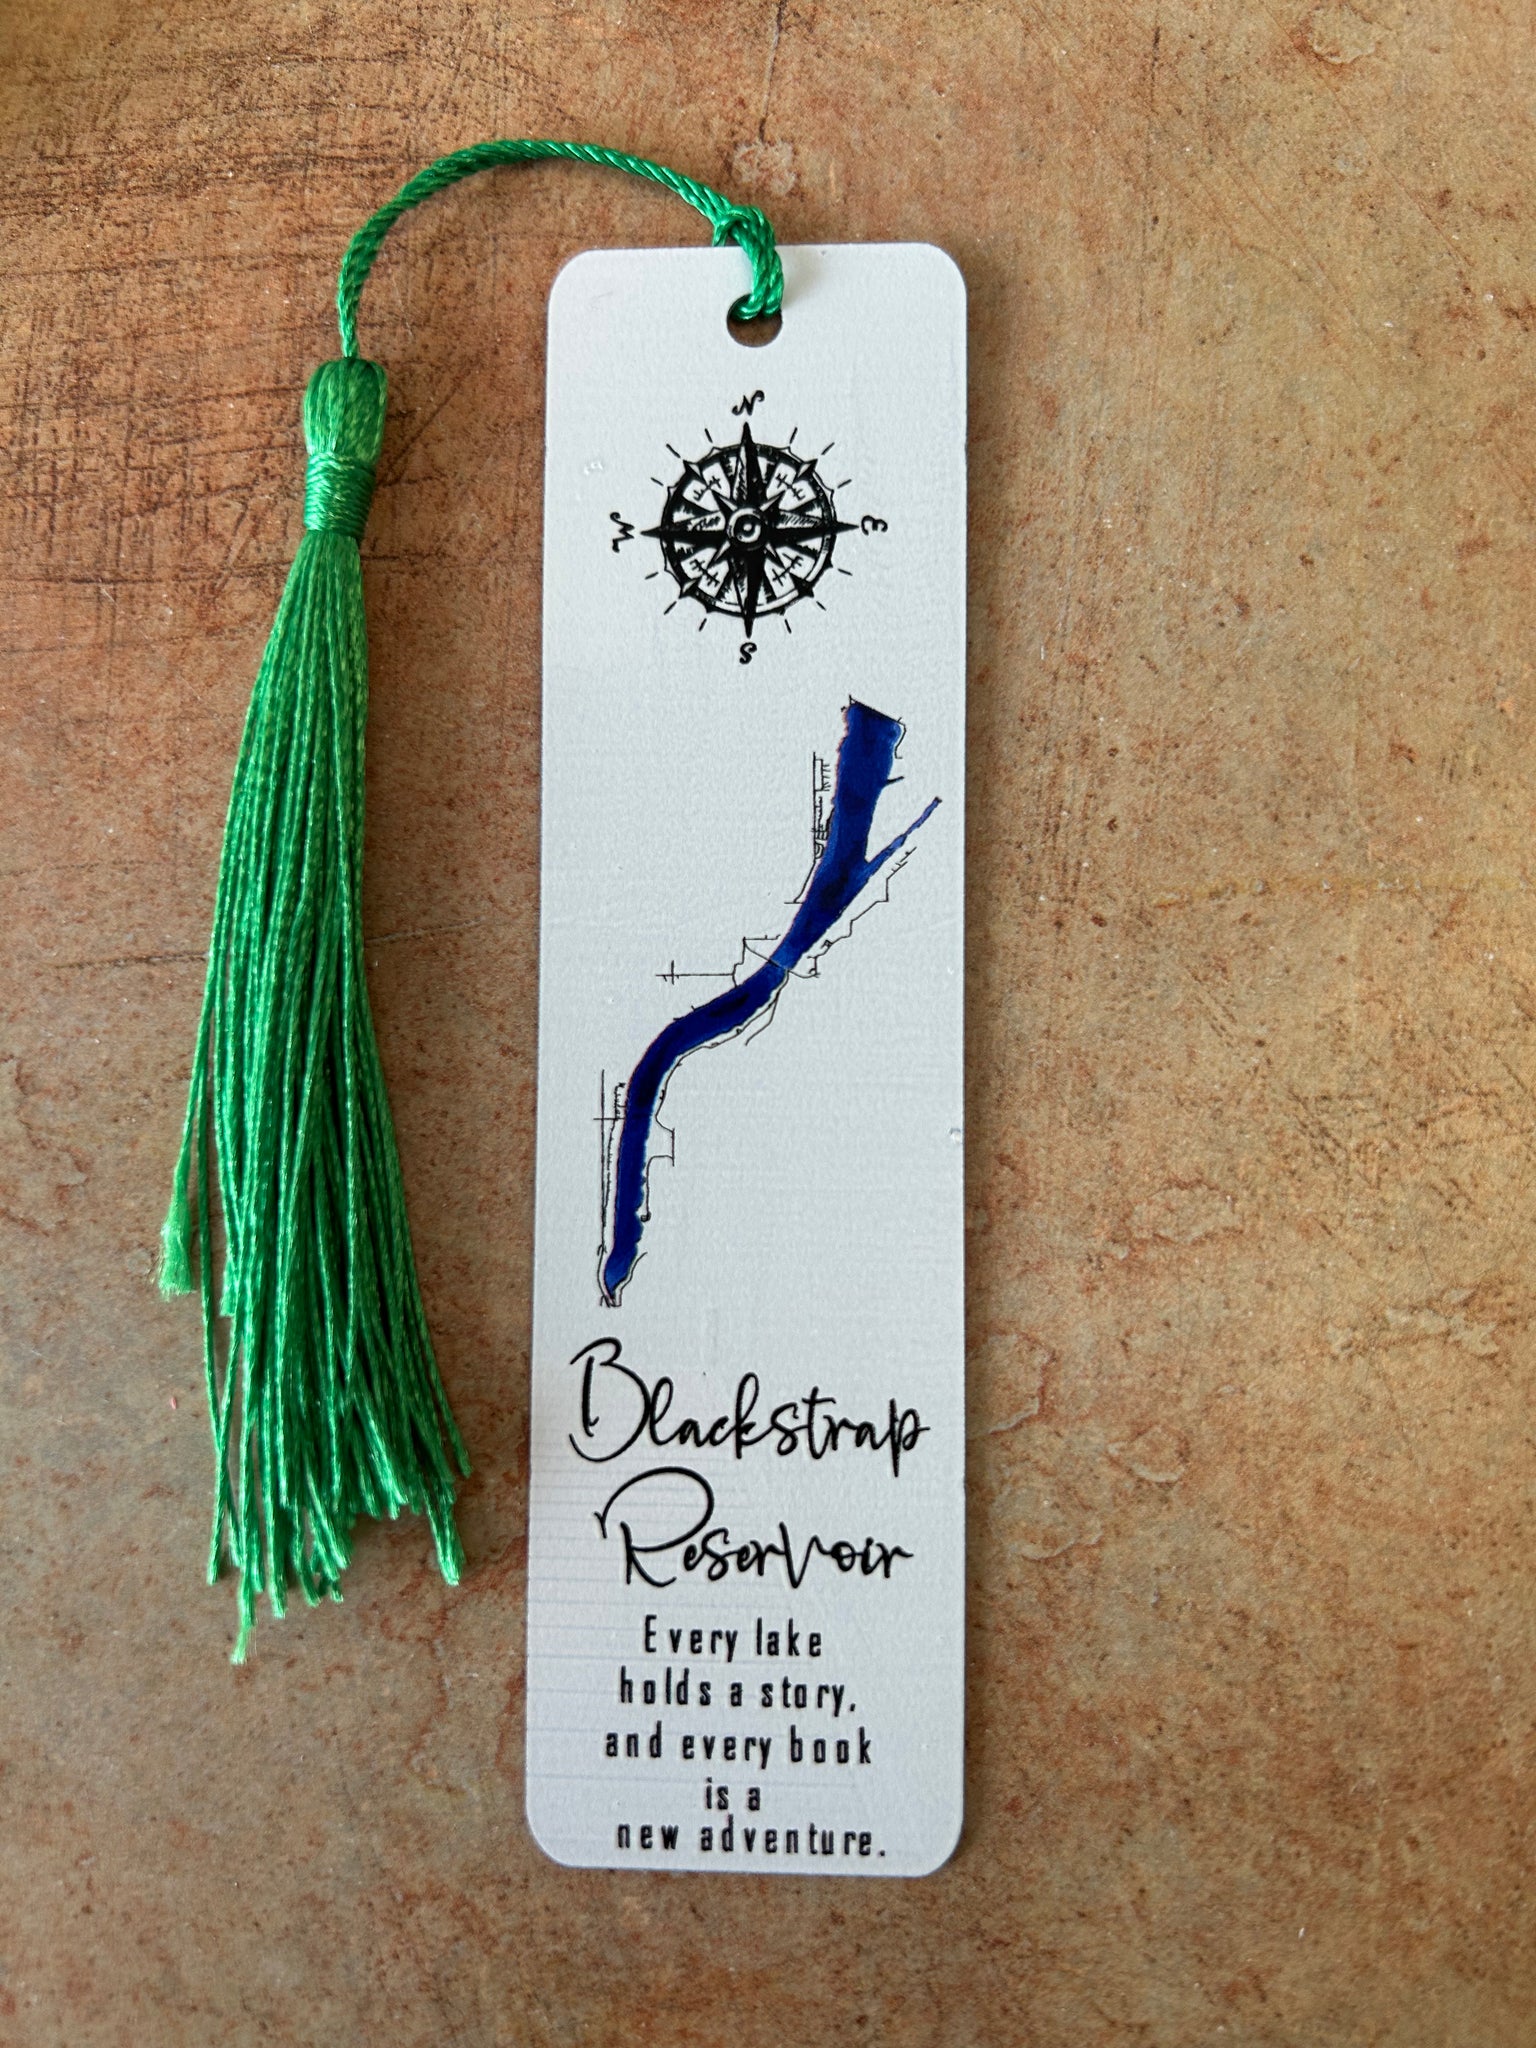 N
W E
S
Blackstrap
Reservoir
Every lake
holds a story,
and every book
is a
new adventure.